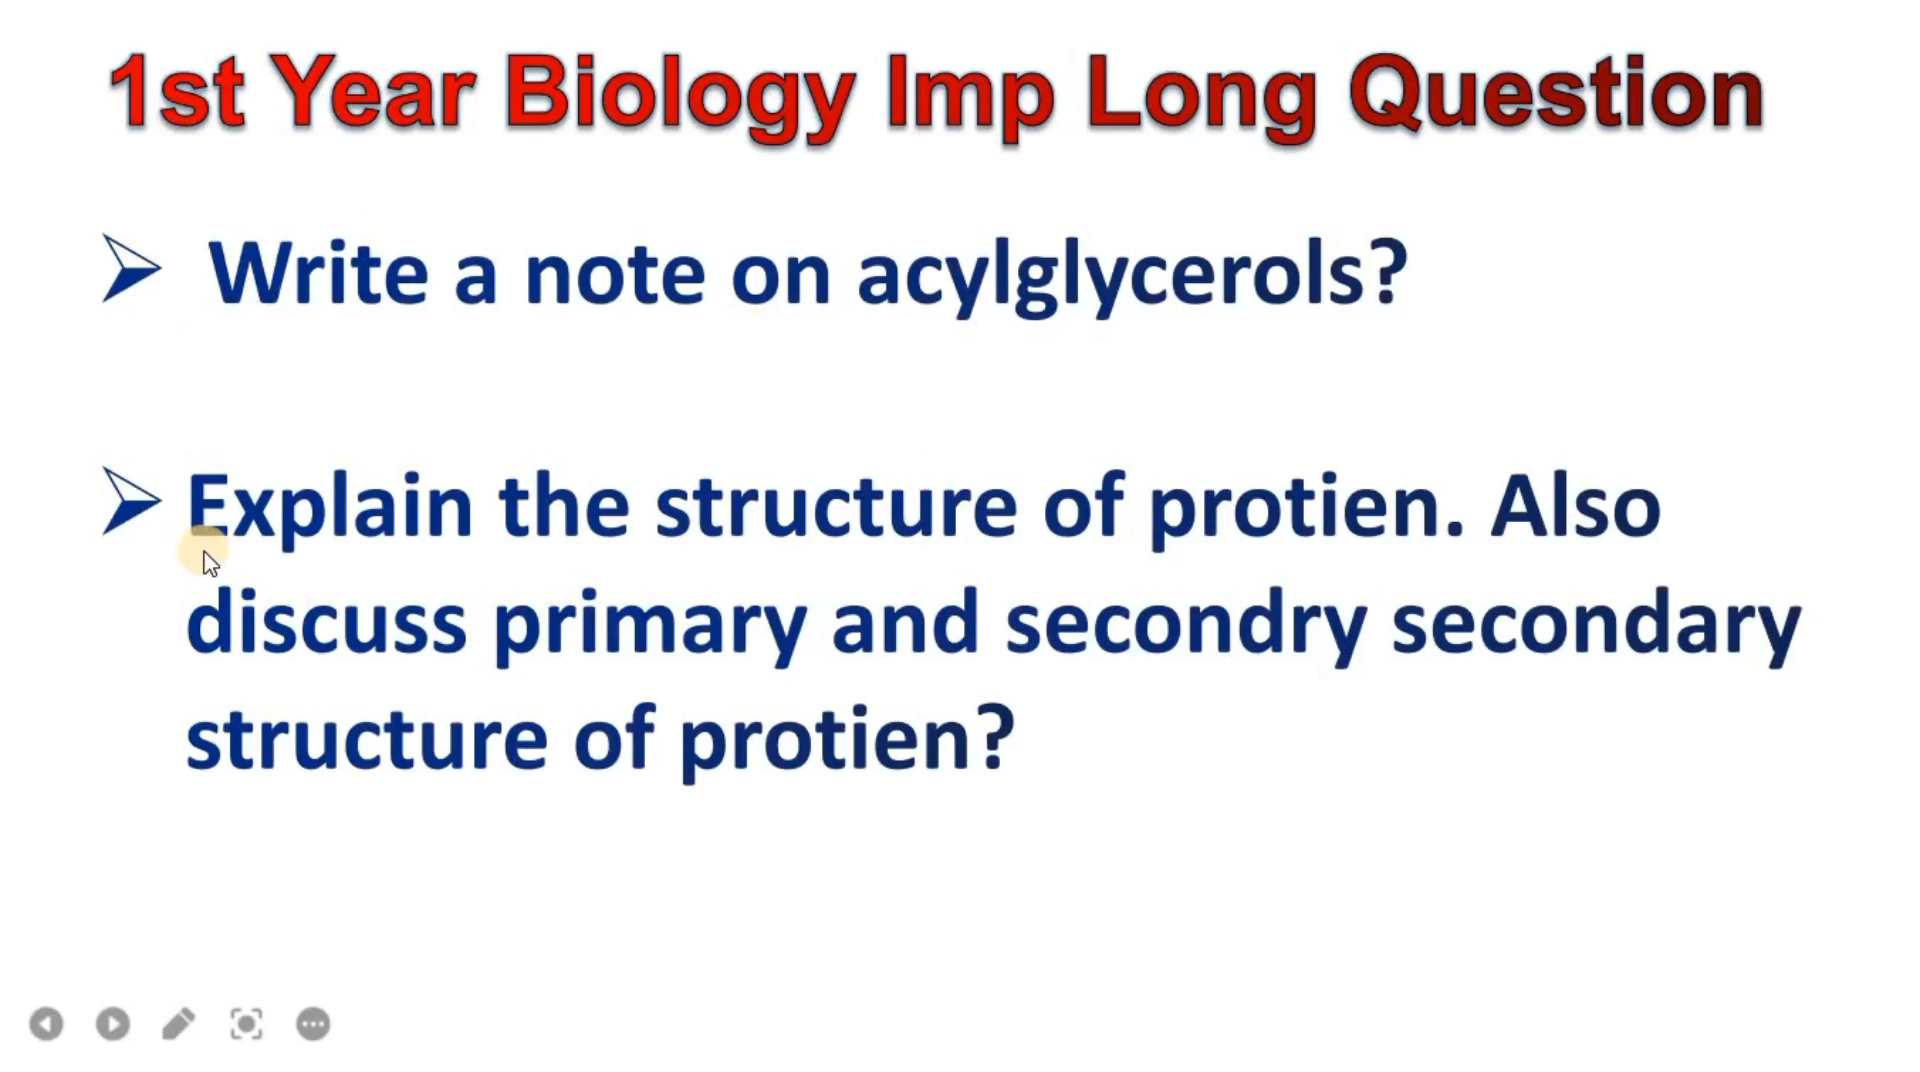 1st Year Biology Imp Long Question
Write a note on acylglycerols?
Explain the structure of protien. Also
discuss primary and secondry secondary
structure of protien?